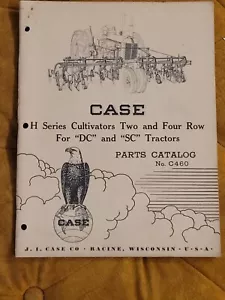 CASE
H Series Cultivators Two and Four Row
For "DC" and "SC" Tractors
PARTS CATALOG
No. C460
CASE
J. I. CASE CO • RACINE, WISCONSIN • U • S • A •